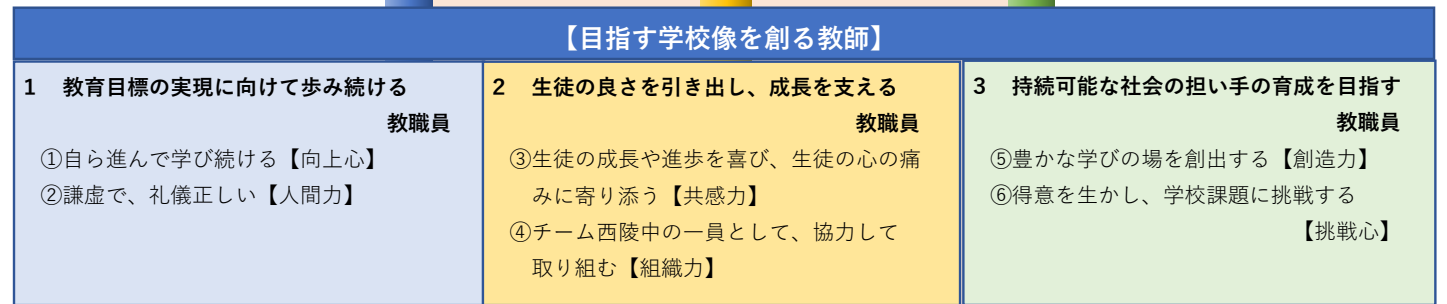 【目指す学校像を創る教師】
1 教育目標の実現に向けて歩み続ける
教職員
①自ら進んで学び続ける【向上心】
②謙虚で、礼儀正しい【人間力】
2 生徒の良さを引き出し、成長を支える
教職員
③生徒の成長や進歩を喜び、生徒の心の痛
みに寄り添う【共感力】
④チーム西陵中の一員として、協力して
取り組む【組織力】
3 持続可能な社会の担い手の育成を目指す
教職員
⑤豊かな学びの場を創出する【創造力】
⑥得意を生かし、学校課題に挑戦する
【挑戦心】